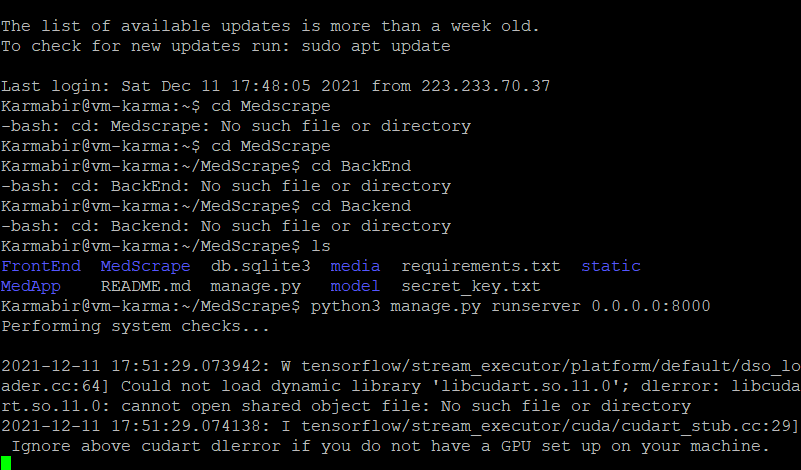 The list of available updates is more than a week old.
To check for new updates run: sudo apt update
Last login: Sat Dec 11 17:48:05 2021 from 223.233.70.37
Karmabir@vm-karma:~$ cd Medscrape
-bash: cd: Medscrape: No such file or directory
Karmabir@vm-karma:~$ cd MedScrape
Karmabir@vm-karma:~/MedScrape$ cd BackEnd
-bash: cd: BackEnd: No such file or directory
Karmabir@vm-karma:~/MedScrape$ cd Backend
-bash: cd: Backend: No such file or directory
Karmabir@vm-karma:~/MedScrape$ ls
FrontEnd  MedScrape  db.sqlite3  media  requirements.txt  static
MedApp    README.md  manage.py   model  secret_key.txt
Karmabir@vm-karma:~/MedScrape$ python3 manage.py runserver 0.0.0.0:8000
Performing system checks...
2021-12-11 17:51:29.073942: W tensorflow/stream_executor/platform/default/dso_lo
ader.cc:64] Could not load dynamic library 'libcudart.so.11.0'; dlerror: libcuda
rt.so.11.0: cannot open shared object file: No such file or directory
2021-12-11 17:51:29.074138: I tensorflow/stream_executor/cuda/cudart_stub.cc:29]
 Ignore above cudart dlerror if you do not have a GPU set up on your machine.